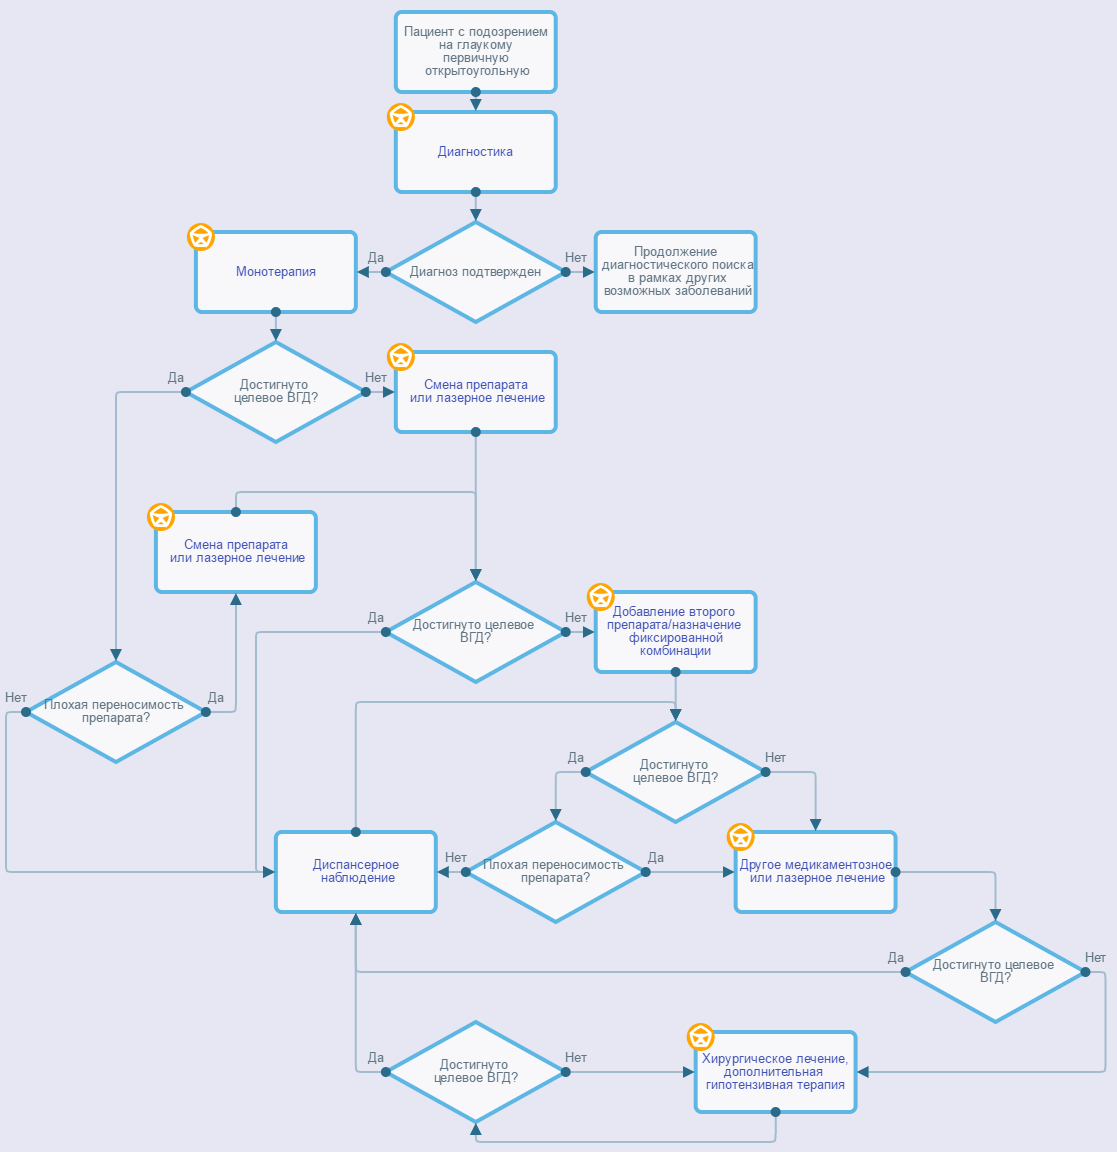 Пациент с подозрением
на глаукому
первичную
открытоугольную
Диагностика
Монотерапия
Да
Диагноз подтвержден
Нет
Продолжение
диагностического поиска
в рамках других
возможных заболеваний
Да
Достигнуто
целевое ВГД?
Нет
Смена препарата
или лазерное лечение
Смена препарата
или лазерное лечение
Да
Достигнуто целевое
ВГД?
Нет
Добавление второго
препарата/назначение
фиксированной
комбинации
Нет
Плохая переносимость
препарата?
Да
Да
Достигнуто
целевое ВГД?
Нет
Диспансерное
наблюдение
Нет
Плохая переносимость
препарата?
Да
Другое медикаментозное
или лазерное лечение
Да
Достигнуто целевое
ВГД?
Нет
Да
Достигнуто
целевое ВГД?
Нет
Хирургическое лечение,
дополнительная
гипотензивная терапия